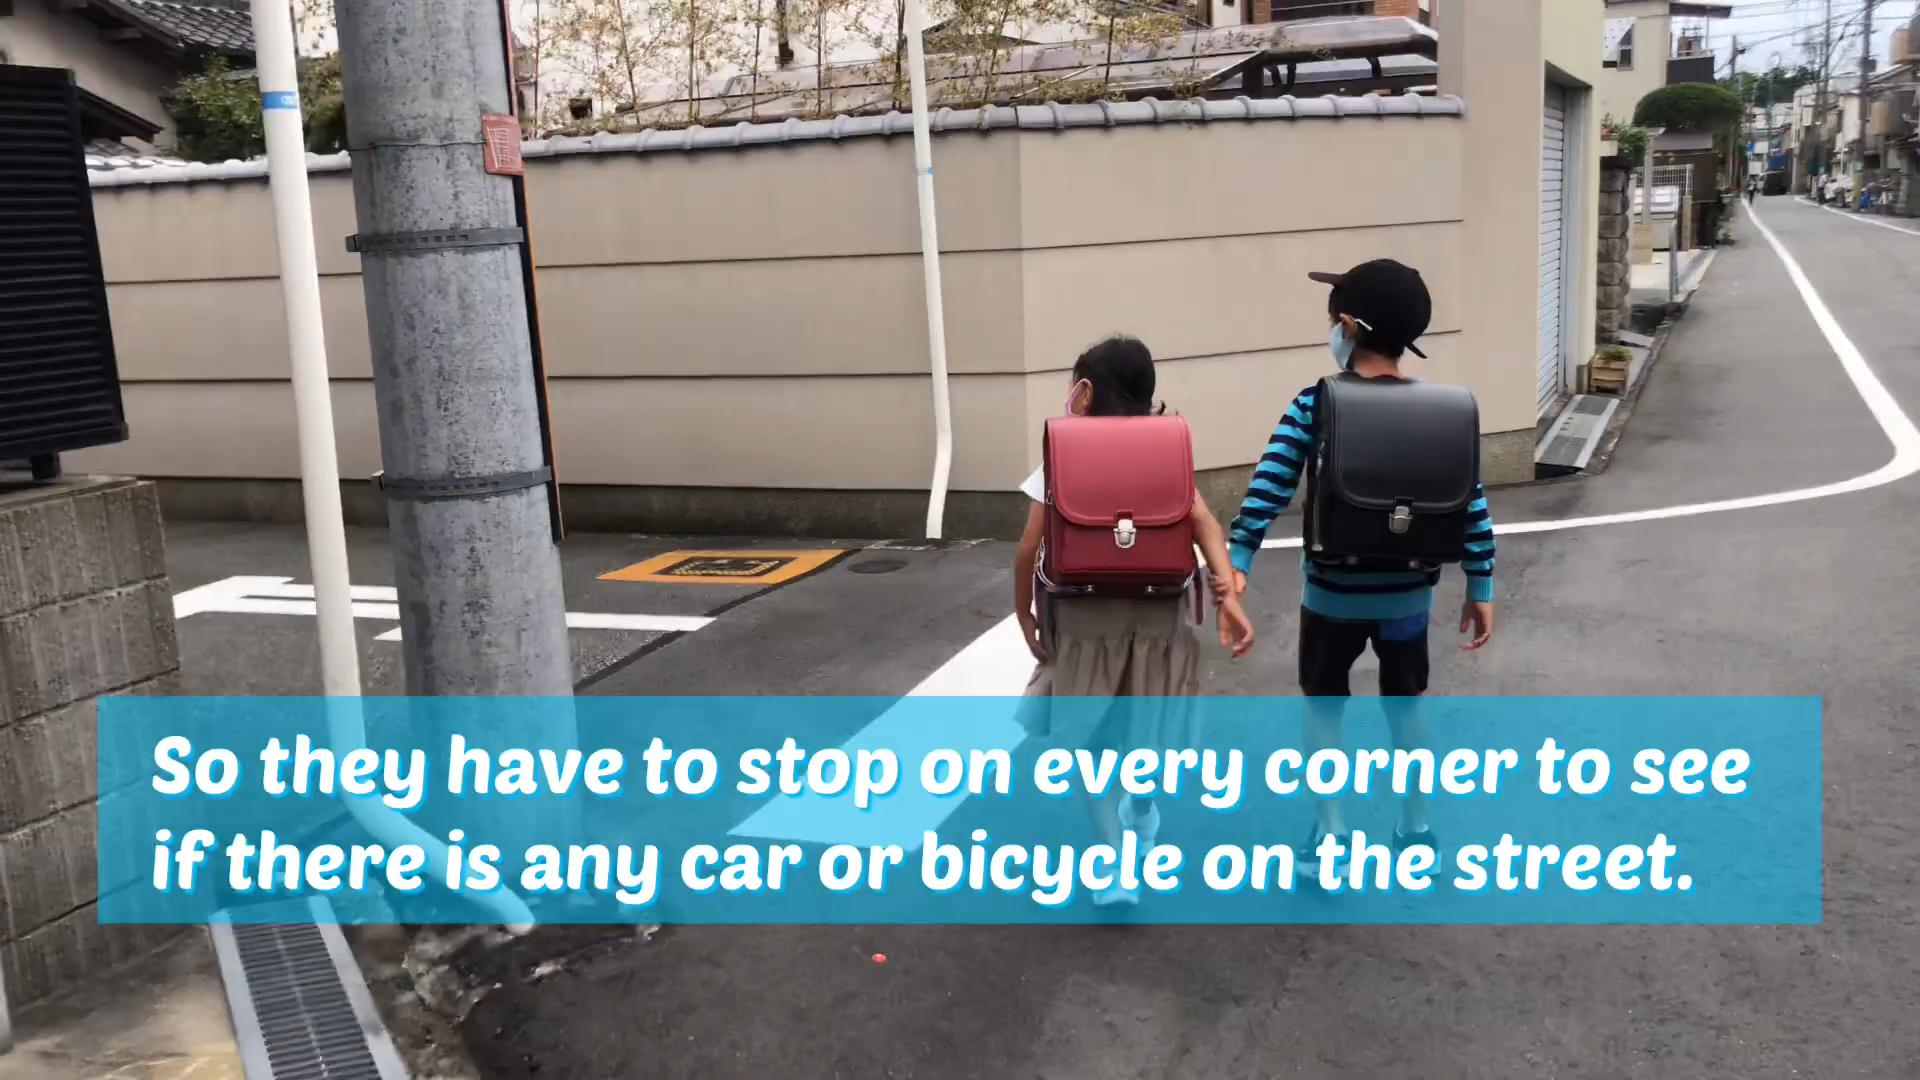 So they have to stop on every corner to see
if there is any car or bicycle on the street.